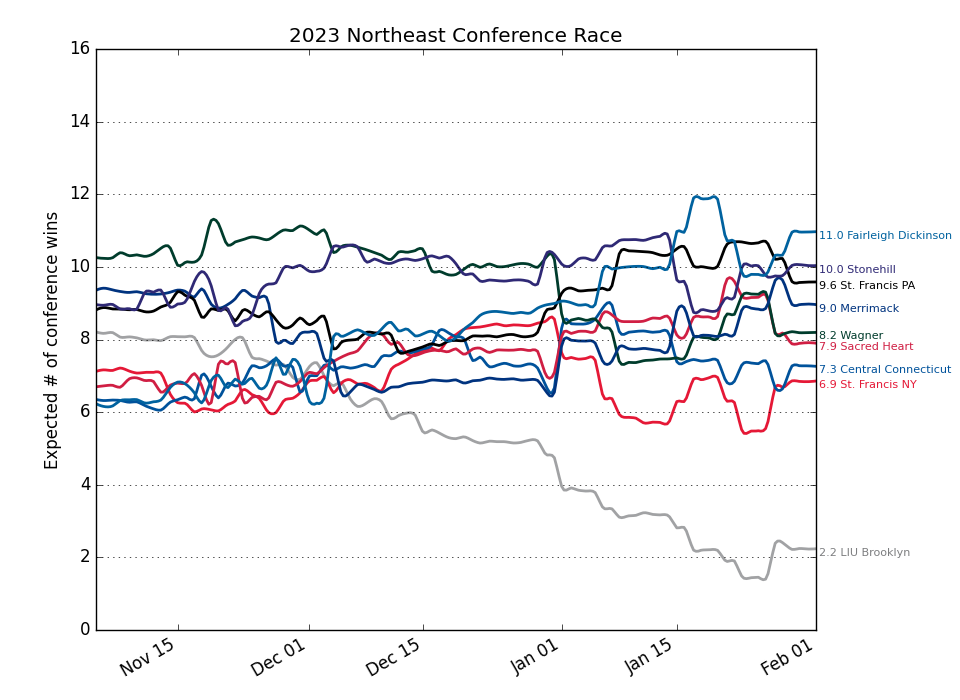 2023 Northeast Conference Race
Expected # of conference wins
16
14
12
10
8
6
4
2
0
Nov 15
Dec 01
Dec 15
Jan 01
Jan 15
Feb 01
11.0 Fairleigh Dickinson
10.0 Stonehill
9.6 St. Francis PA
9.0 Merrimack
8.2 Wagner
7.9 Sacred Heart
7.3 Central Connecticut
6.9 St. Francis NY
2.2 LIU Brooklyn